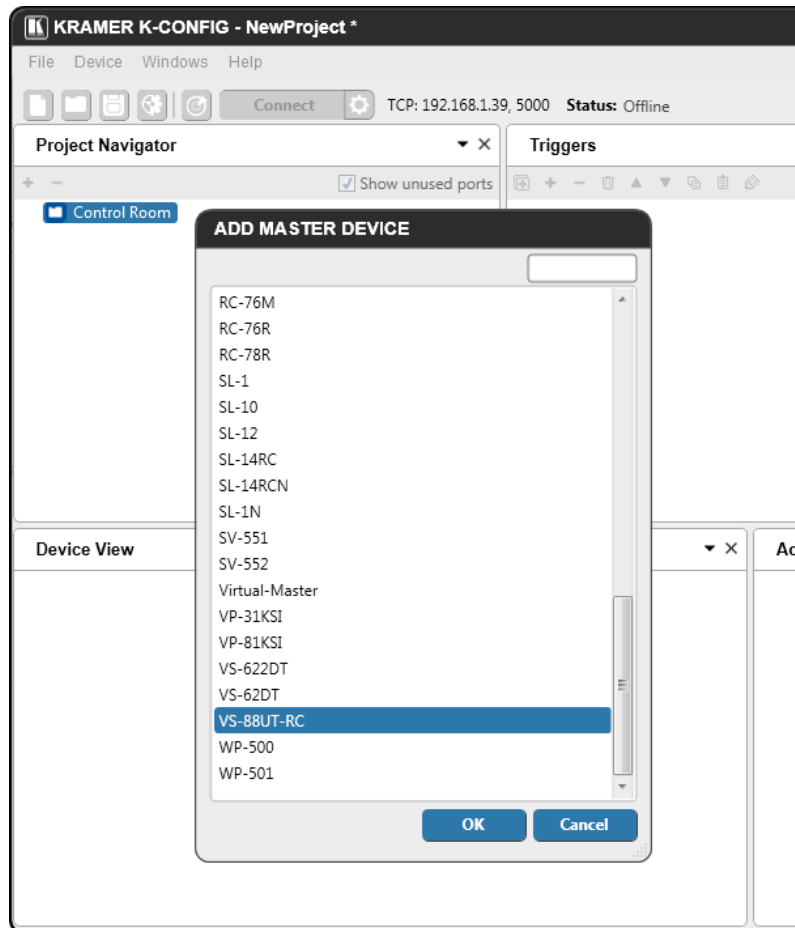 KRAMER K-CONFIG - NewProject *
File Device Windows Help
Connect TCP: 192.168.1.39, 5000 Status: Offline
Project Navigator
Triggers
Show unused ports
Control Room
ADD MASTER DEVICE
RC-76M
RC-76R
RC-78R
SL-1
SL-10
SL-12
SL-14RC
SL-14RCN
SL-1N
SV-551
SV-552
Virtual-Master
VP-31KSI
VP-81KSI
VS-622DT
VS-62DT
VS-88UT-RC
WP-500
WP-501
OK Cancel
Device View
Ac